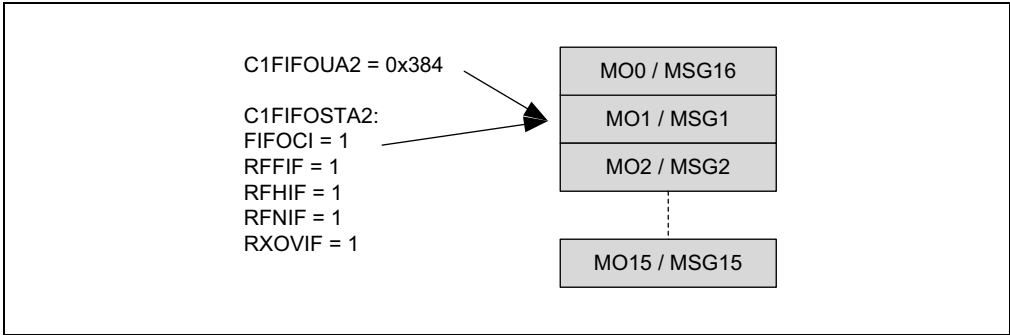 C1FIFOUA2 = 0x384
C1FIFOSTA2:
FIFOCI = 1
RFFIF = 1
RFHIF = 1
RFNIF = 1
RXOVIF = 1
MO0 / MSG16
MO1 / MSG1
MO2 / MSG2
MO15 / MSG15